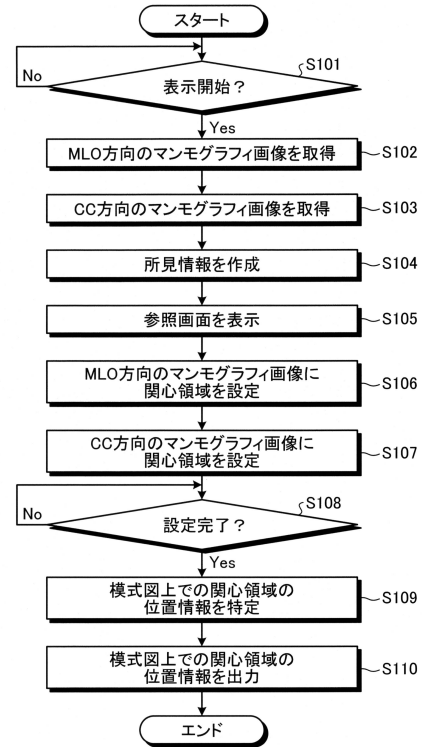 スタート
S101
No
表示開始?
Yes
MLO方向のマンモグラフィ画像を取得
S102
CC方向のマンモグラフィ画像を取得
S103
所見情報を作成
S104
参照画面を表示
S105
MLO方向のマンモグラフィ画像に
関心領域を設定
S106
CC方向のマンモグラフィ画像に
関心領域を設定
S107
S108
No
設定完了?
Yes
模式図上での関心領域の
位置情報を特定
S109
模式図上での関心領域の
位置情報を出力
S110
エンド